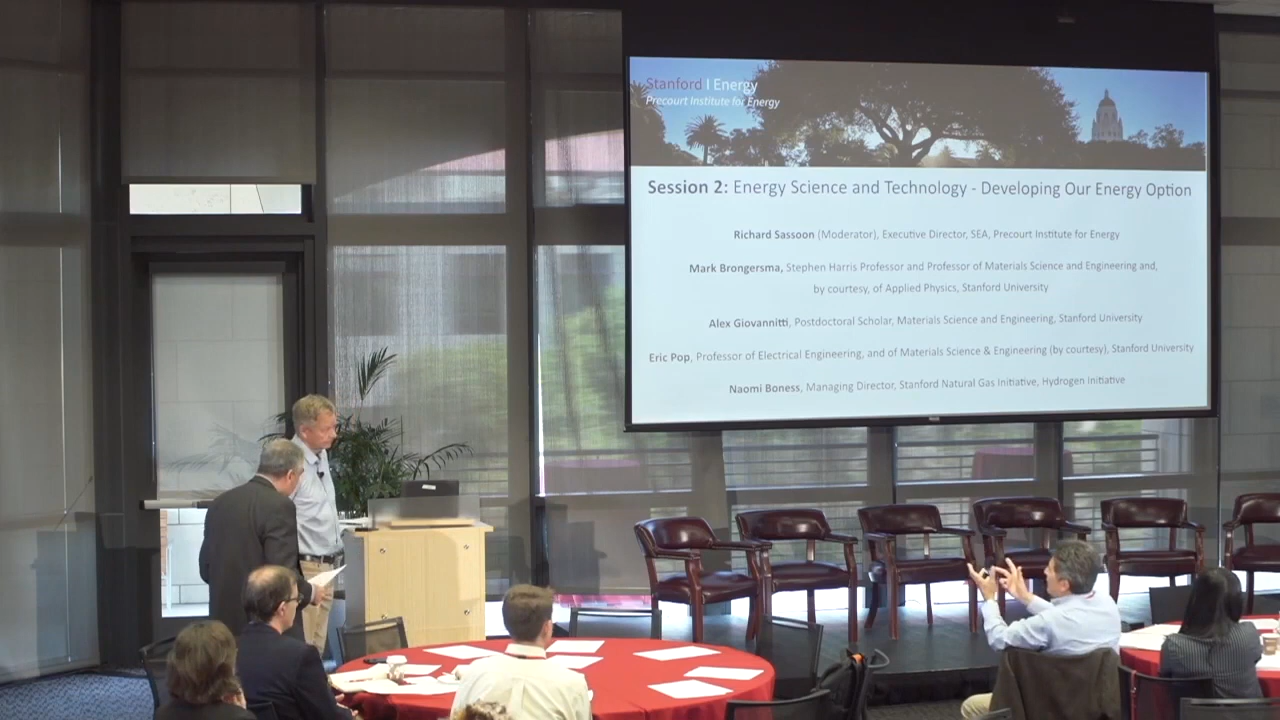 Stanford | Energy
Precourt Institute for Energy
Session 2: Energy Science and Technology - Developing Our Energy Option
Richard Sassoon (Moderator), Executive Director, SEA, Precourt Institute for Energy
Mark Brongersma, Stephen Harris Professor and Professor of Materials Science and Engineering and,
by courtesy, of Applied Physics, Stanford University
Alex Giovannitti, Postdoctoral Scholar, Materials Science and Engineering, Stanford University
Eric Pop, Professor of Electrical Engineering, and of Materials Science & Engineering (by courtesy), Stanford University
Naomi Boness, Managing Director, Stanford Natural Gas Initiative, Hydrogen Initiative